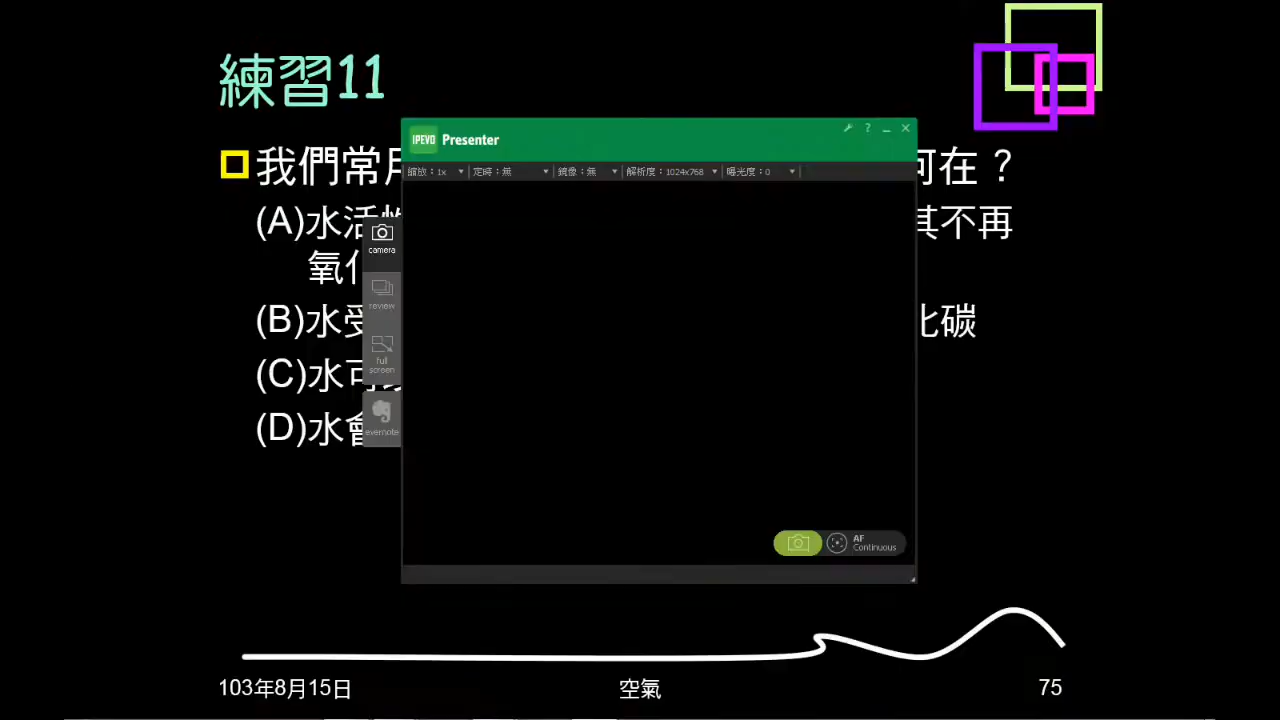 練習11
IPEVO Presenter
?
縮放：1x 定時：無 鏡像：無 解析度：1024x768 曝光度：0
我們常 何在？
(A)水活 其不再
氧
(B)水受 化碳
(C)水可
(D)水會
camera
review
full
screen
evernote
AF
Continuous
103年8月15日 空氣 75